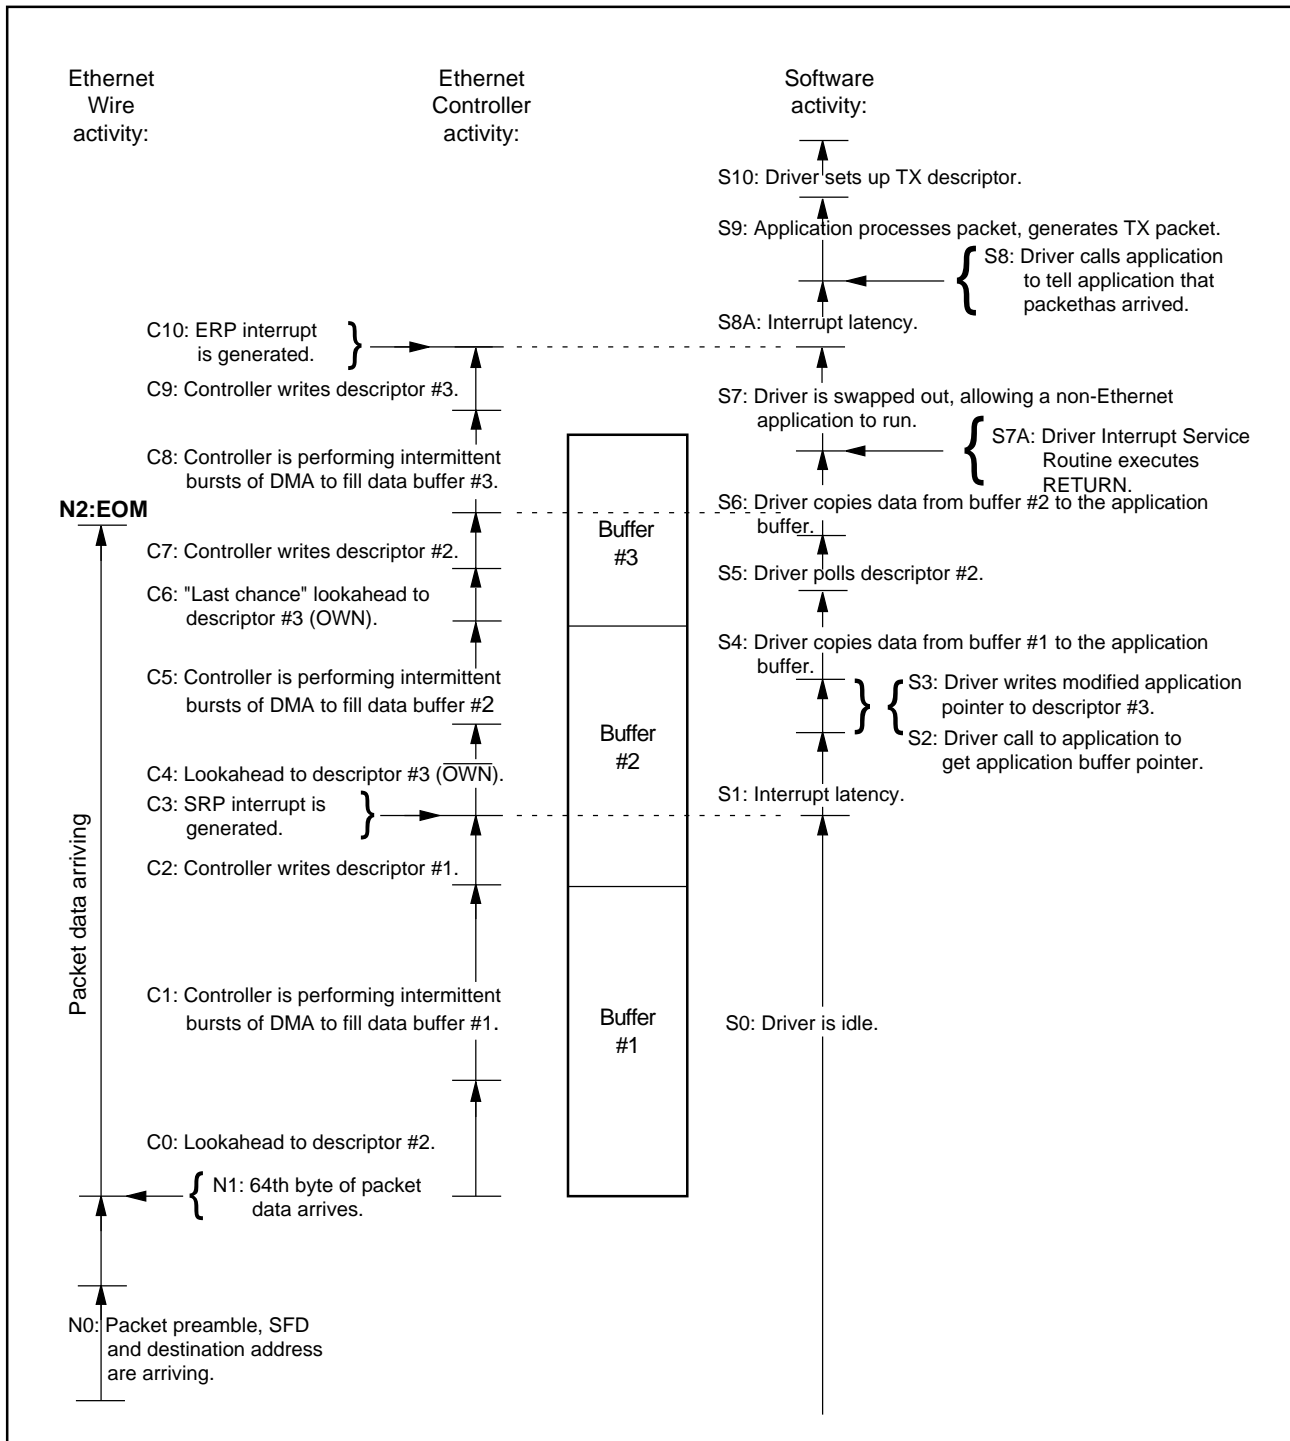 Ethernet
Wire
activity:
Ethernet
Controller
activity:
Software
activity:
S10: Driver sets up TX descriptor.
S9: Application processes packet, generates TX packet.
S8: Driver calls application
to tell application that
packethas arrived.
S8A: Interrupt latency.
C10: ERP interrupt
is generated.
C9: Controller writes descriptor #3.
S7: Driver is swapped out, allowing a non-Ethernet
application to run.
S7A: Driver Interrupt Service
Routine executes
RETURN.
C8: Controller is performing intermittent
bursts of DMA to fill data buffer #3.
S6: Driver copies data from buffer #2 to the application
buffer.
N2:EOM
Buffer
#3
C7: Controller writes descriptor #2.
S5: Driver polls descriptor #2.
C6: "Last chance" lookahead to
descriptor #3 (OWN).
S4: Driver copies data from buffer #1 to the application
buffer.
C5: Controller is performing intermittent
bursts of DMA to fill data buffer #2
S3: Driver writes modified application
pointer to descriptor #3.
S2: Driver call to application to
get application buffer pointer.
Buffer
#2
C4: Lookahead to descriptor #3 (O̅W̅N̅).
S1: Interrupt latency.
C3: SRP interrupt is
generated.
C2: Controller writes descriptor #1.
Packet data arriving
C1: Controller is performing intermittent
bursts of DMA to fill data buffer #1.
Buffer
#1
S0: Driver is idle.
C0: Lookahead to descriptor #2.
N1: 64th byte of packet
data arrives.
N0: Packet preamble, SFD
and destination address
are arriving.